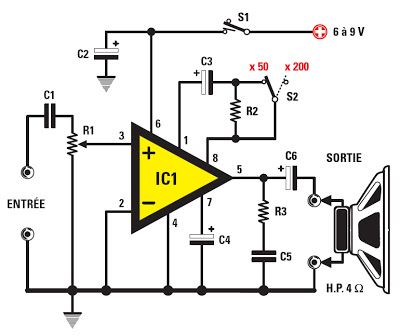 S1
6 à 9 V
C2
C3
x 50
x 200
C1
R1
R2
S2
6
1
3
8
5
C6
SORTIE
IC1
ENTRÉE
2
4
7
R3
C4
C5
H.P. 4 Ω